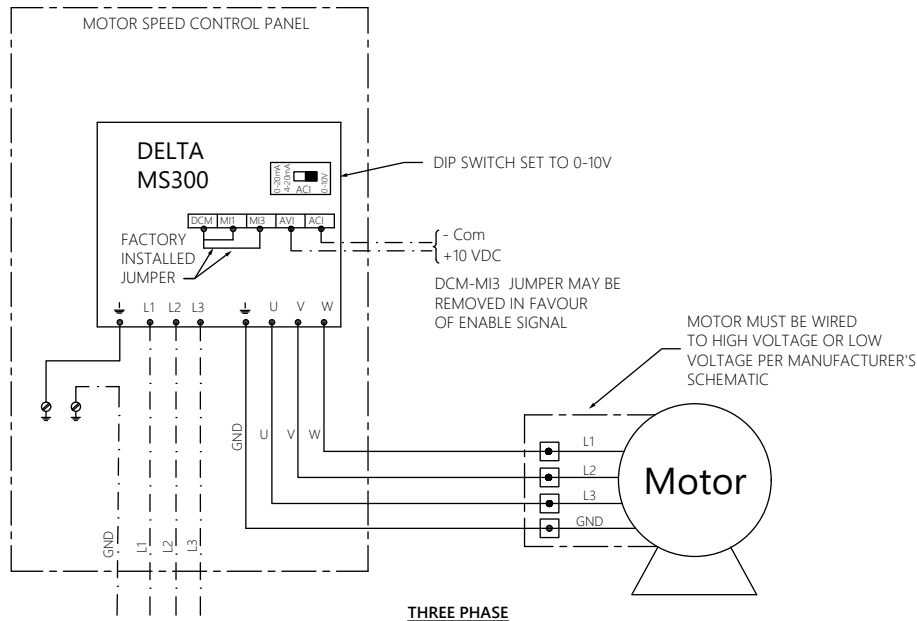 MOTOR SPEED CONTROL PANEL
DELTA
MS300
0-20mA
4-20mA
ACI
0-10V
DIP SWITCH SET TO 0-10V
DCM MI1 MI3 AVI ACI
FACTORY
INSTALLED
JUMPER
- Com
+10 VDC
DCM-MI3 JUMPER MAY BE
REMOVED IN FAVOUR
OF ENABLE SIGNAL
L1 L2 L3 U V W
MOTOR MUST BE WIRED
TO HIGH VOLTAGE OR LOW
VOLTAGE PER MANUFACTURER'S
SCHEMATIC
GND U V W
L1
L2
L3
GND
Motor
GND L1 L2 L3
THREE PHASE